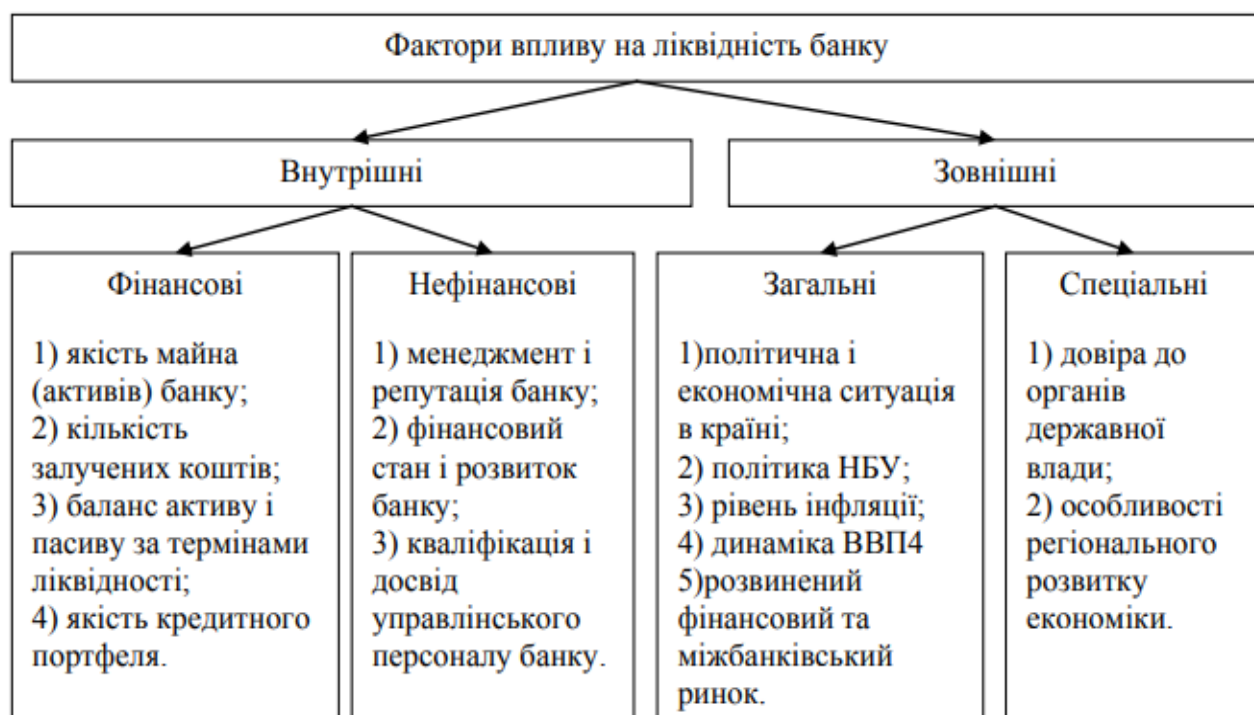 Фактори впливу на ліквідність банку
Внутрішні
Зовнішні
Фінансові
1) якість майна
(активів) банку;
2) кількість
залучених коштів;
3) баланс активу і
пасиву за термінами
ліквідності;
4) якість кредитного
портфеля.
Нефінансові
1) менеджмент і
репутація банку;
2) фінансовий
стан і розвиток
банку;
3) кваліфікація і
досвід
управлінського
персоналу банку.
Загальні
1)політична і
економічна ситуація
в країні;
2) політика НБУ;
3) рівень інфляції;
4) динаміка ВВП4
5)розвинений
фінансовий та
міжбанківський
ринок.
Спеціальні
1) довіра до
органів
державної
влади;
2) особливості
регіонального
розвитку
економіки.